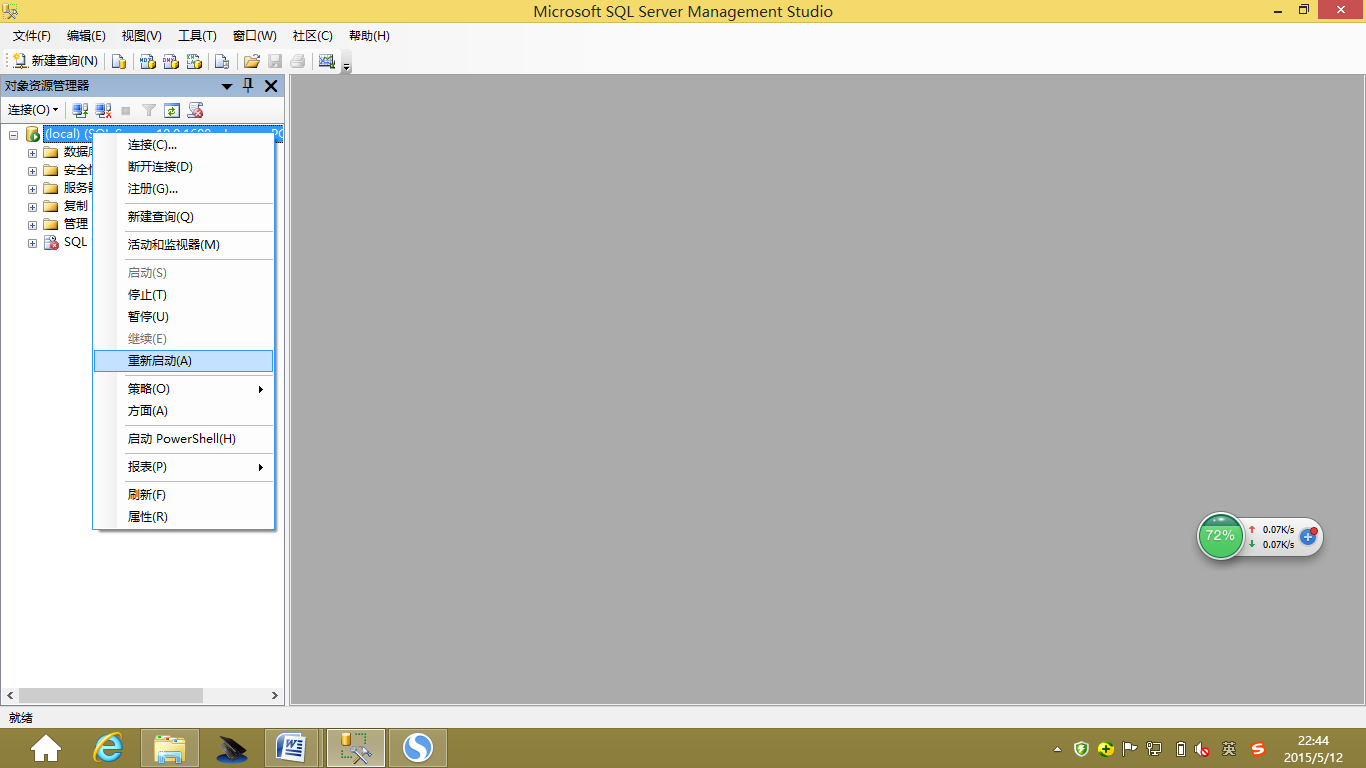 Microsoft SQL Server Management Studio
文件(F) 编辑(E) 视图(V) 工具(T) 窗口(W) 社区(C) 帮助(H)
新建查询(N)
对象资源管理器
连接(O)
(local)
数据
安全
服务
复制
管理
SQL
连接(C)...
断开连接(D)
注册(G)...
新建查询(Q)
活动和监视器(M)
启动(S)
停止(T)
暂停(U)
继续(E)
重新启动(A)
策略(O)
方面(A)
启动 PowerShell(H)
报表(P)
刷新(F)
属性(R)
72%
0.07K/s
0.07K/s
就绪
英
22:44
2015/5/12